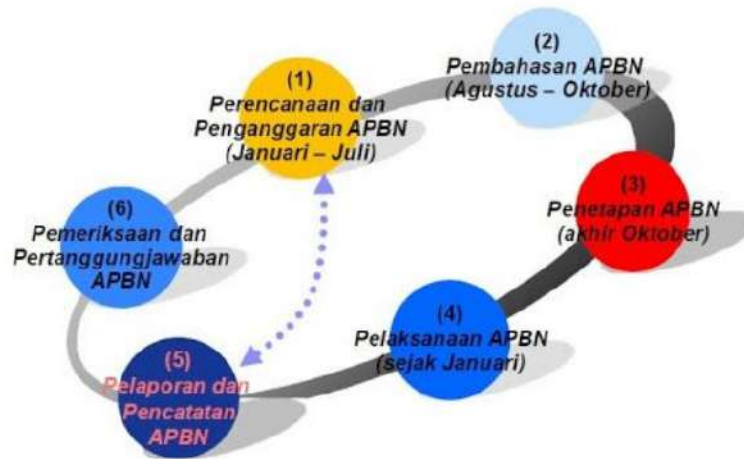 (1)
Perencanaan dan
Penganggaran APBN
(Januari – Juli)
(2)
Pembahasan APBN
(Agustus – Oktober)
(3)
Penetapan APBN
(akhir Oktober)
(4)
Pelaksanaan APBN
(sejak Januari)
(5)
Pelaporan dan
Pencatatan
APBN
(6)
Pemeriksaan dan
Pertanggungjawaban
APBN